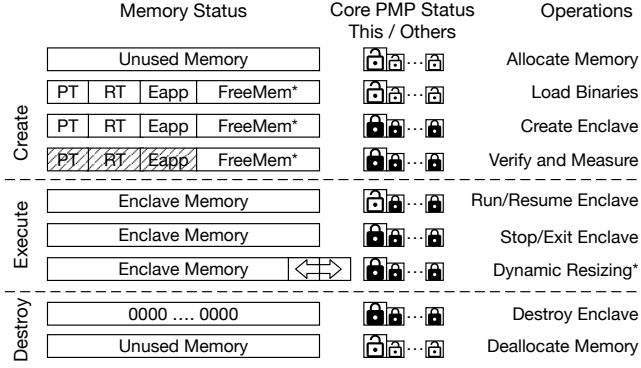 Memory Status Core PMP Status Operations
This / Others
Create
Unused Memory ... Allocate Memory
PT RT Eapp FreeMem* ... Load Binaries
PT RT Eapp FreeMem* ... Create Enclave
PT RT Eapp FreeMem* ... Verify and Measure
Execute
Enclave Memory ... Run/Resume Enclave
Enclave Memory ... Stop/Exit Enclave
Enclave Memory ... Dynamic Resizing*
Destroy
0000 .... 0000 ... Destroy Enclave
Unused Memory ... Deallocate Memory